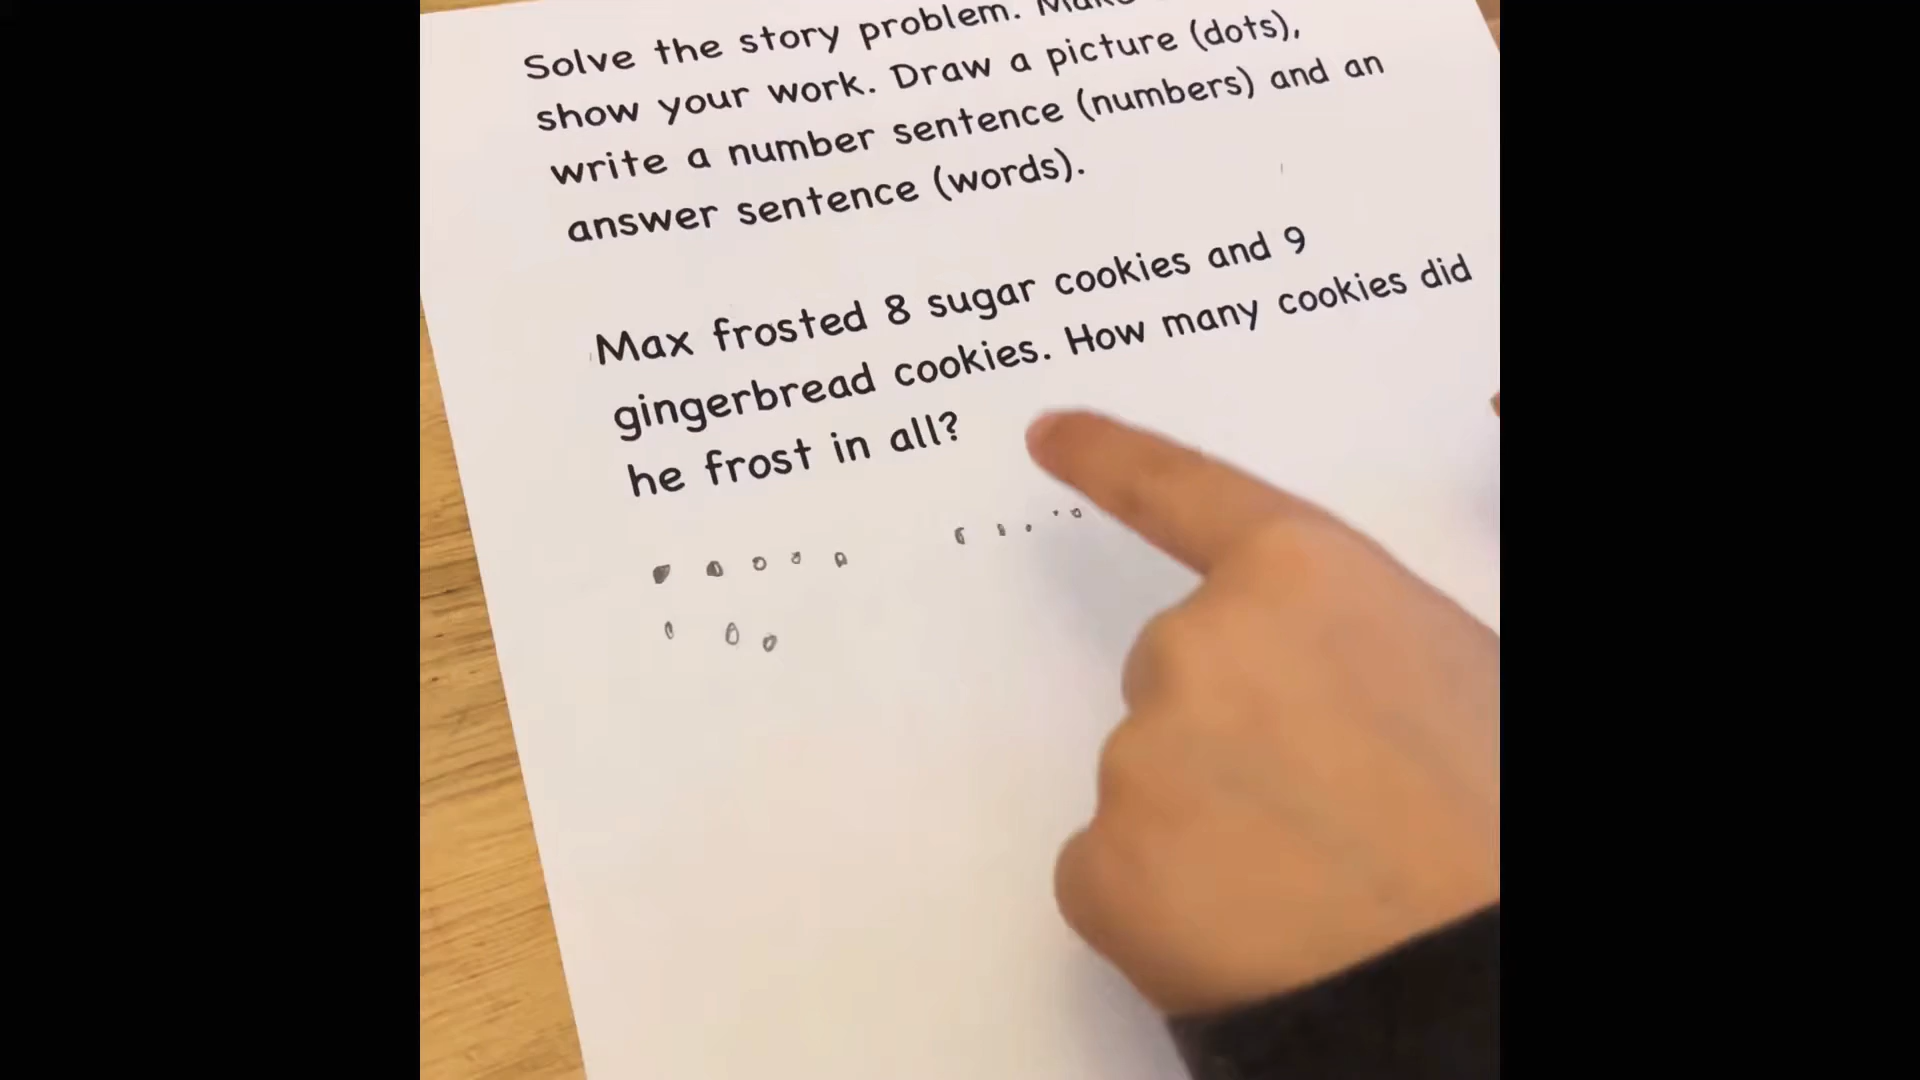 Solve the story problem.
show your work. Draw a picture (dots),
write a number sentence (numbers) and an
answer sentence (words).
Max frosted 8 sugar cookies and 9
gingerbread cookies. How many cookies did
he frost in all?